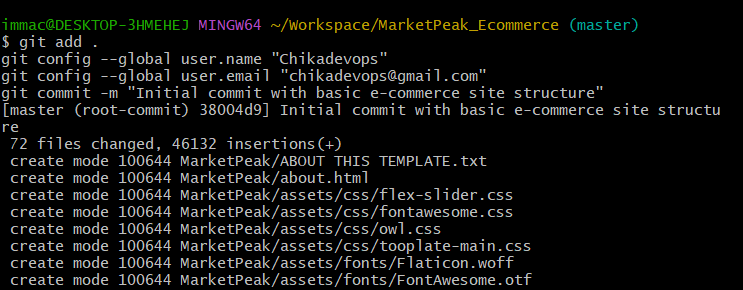 immac@DESKTOP-3HMEHEJ MINGW64 ~/Workspace/MarketPeak_Ecommerce (master)
$ git add .
git config --global user.name "Chikadevops"
git config --global user.email "chikadevops@gmail.com"
git commit -m "Initial commit with basic e-commerce site structure"
[master (root-commit) 38004d9] Initial commit with basic e-commerce site structu
re
 72 files changed, 46132 insertions(+)
 create mode 100644 MarketPeak/ABOUT THIS TEMPLATE.txt
 create mode 100644 MarketPeak/about.html
 create mode 100644 MarketPeak/assets/css/flex-slider.css
 create mode 100644 MarketPeak/assets/css/fontawesome.css
 create mode 100644 MarketPeak/assets/css/owl.css
 create mode 100644 MarketPeak/assets/css/tooplate-main.css
 create mode 100644 MarketPeak/assets/fonts/Flaticon.woff
 create mode 100644 MarketPeak/assets/fonts/FontAwesome.otf